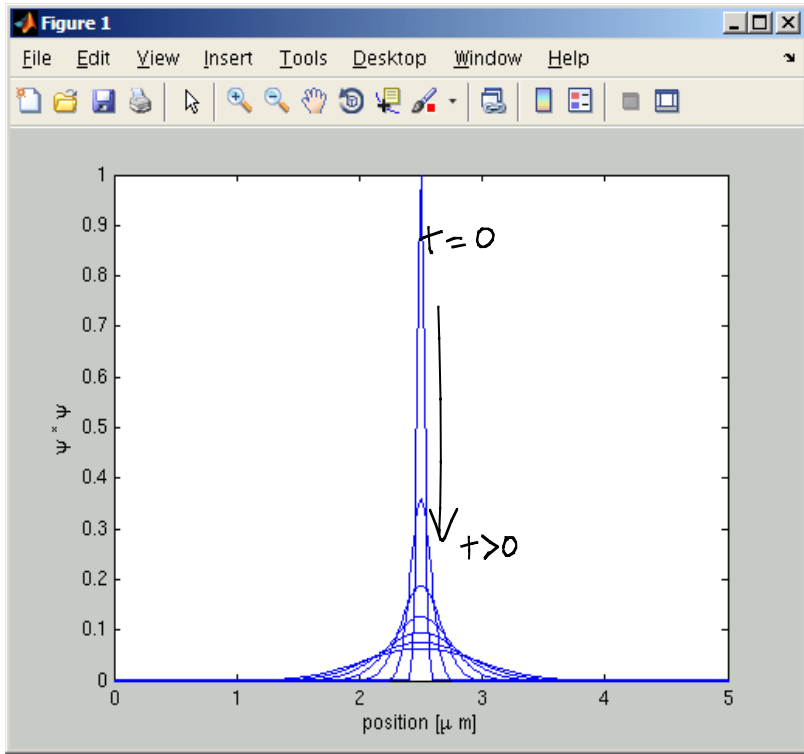 Figure 1
File Edit View Insert Tools Desktop Window Help
1
0.9
0.8
0.7
0.6
0.5
0.4
0.3
0.2
0.1
0
ψ * ψ
t = 0
t>0
0 1 2 3 4 5
position [μ m]